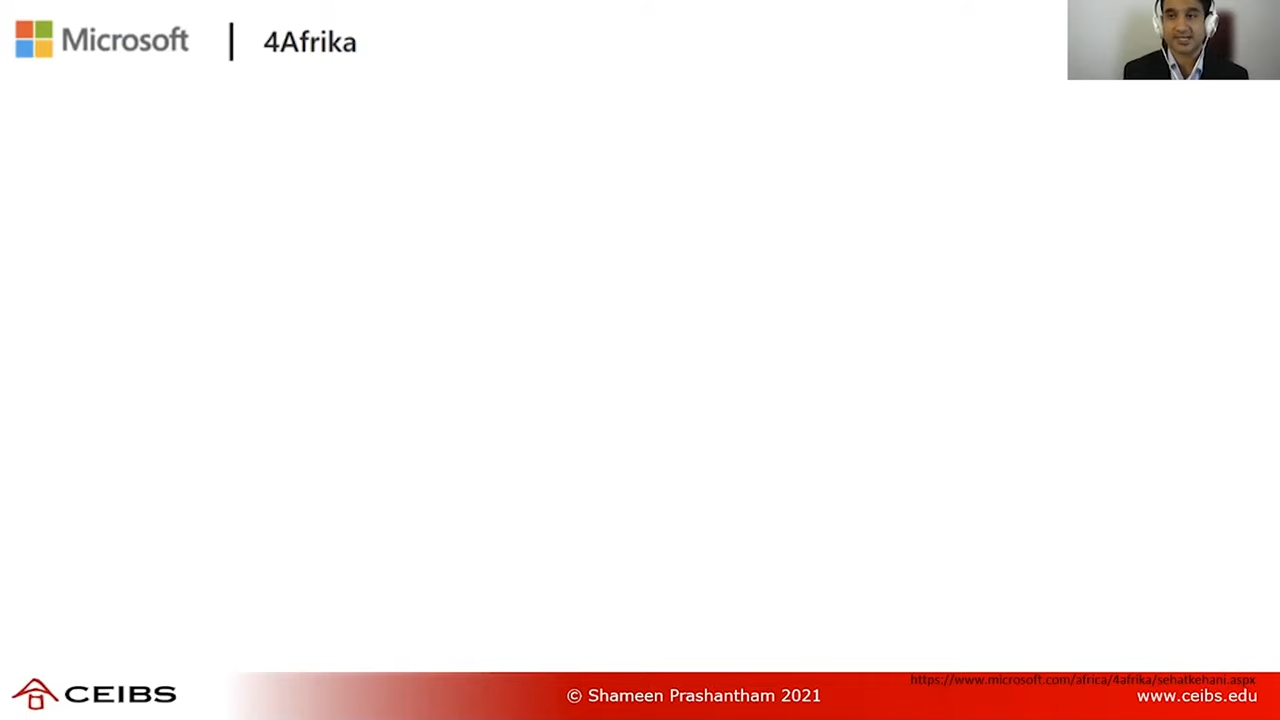 Microsoft | 4Afrika
https://www.microsoft.com/africa/4afrika/sehatkehani.aspx
CEIBS
© Shameen Prashantham 2021
www.ceibs.edu